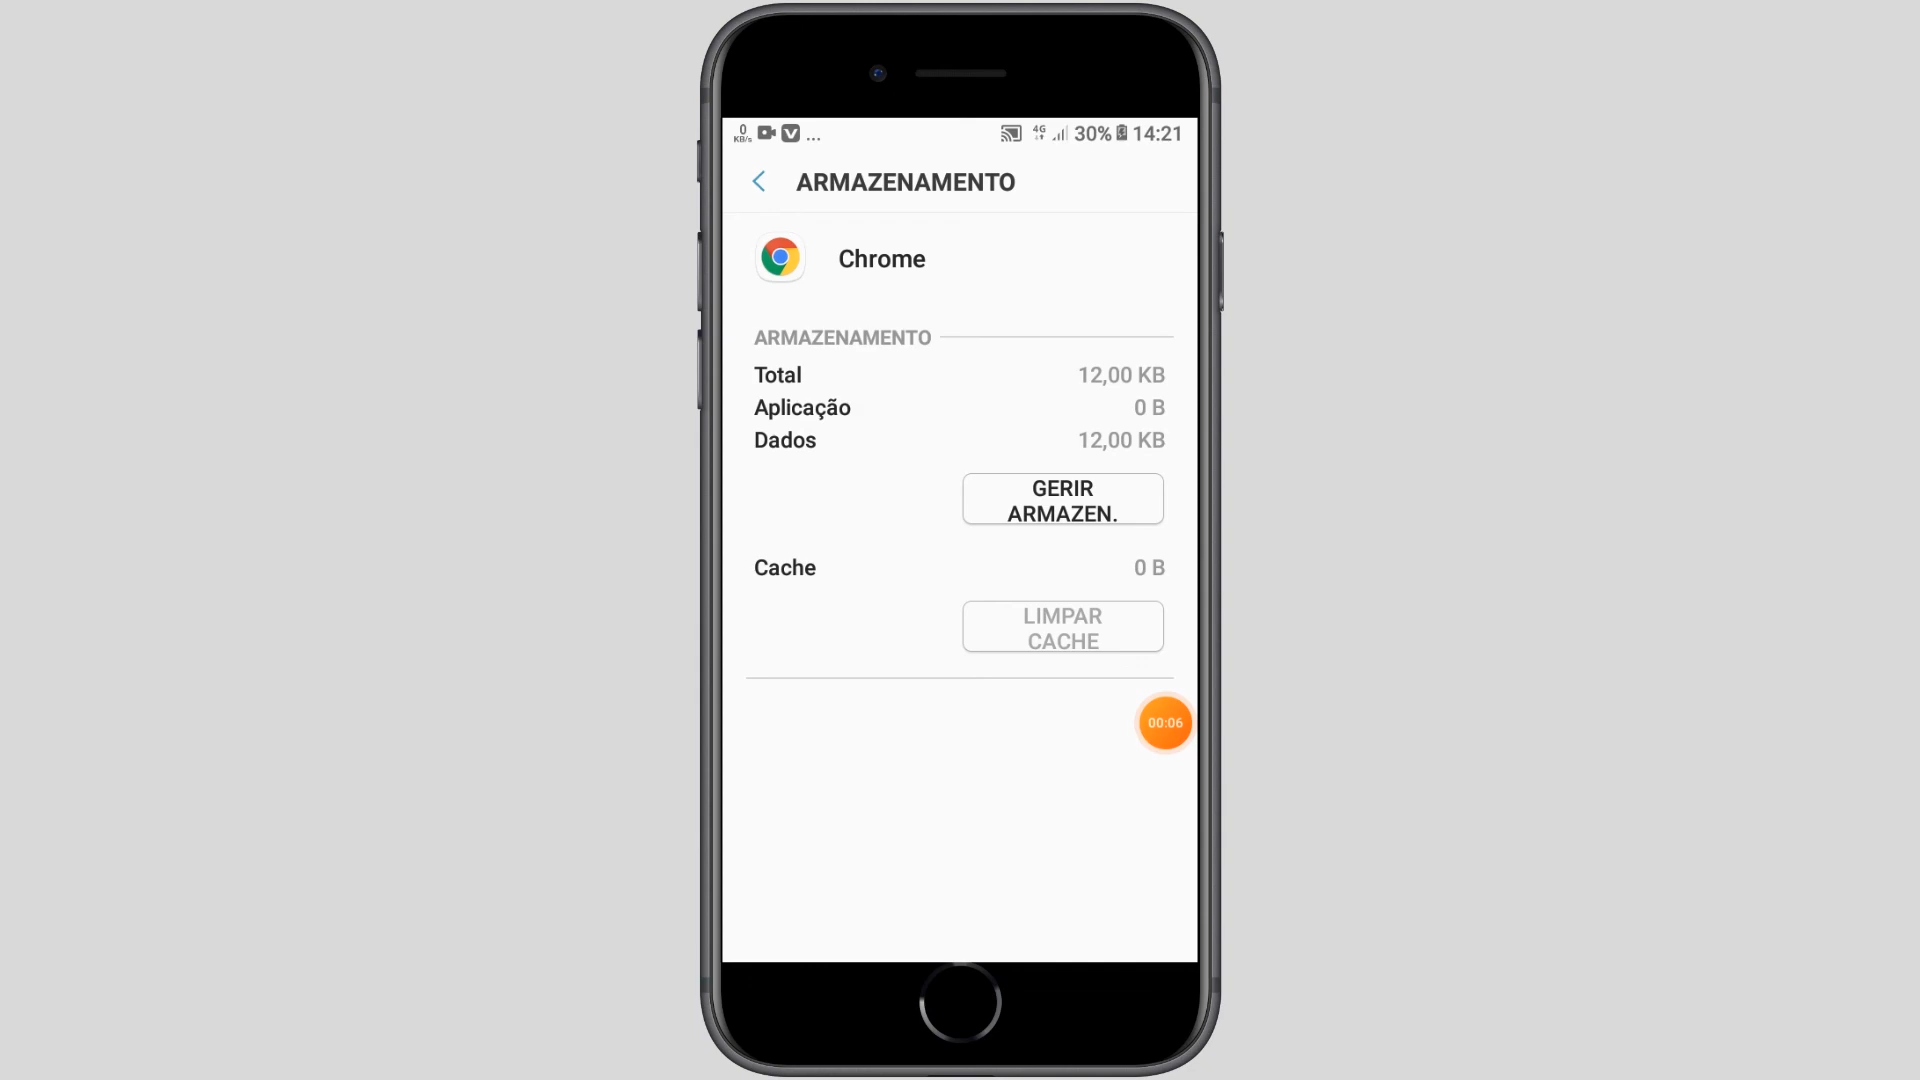 0 KB/s ... 4G 30% 14:21
ARMAZENAMENTO
Chrome
ARMAZENAMENTO
Total 12,00 KB
Aplicação 0 B
Dados 12,00 KB
GERIR
ARMAZEN.
Cache 0 B
LIMPAR
CACHE
00:06